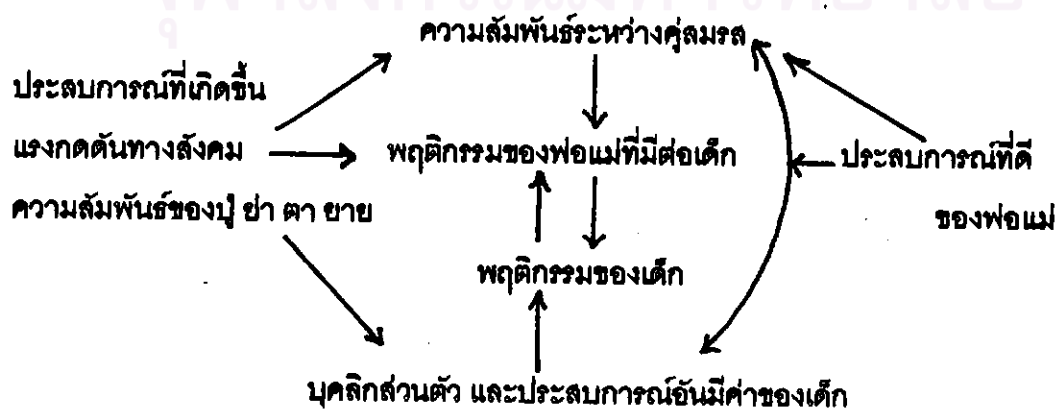 ความสัมพันธ์ระหว่างคู่สมรส
ประสบการณ์ที่เกิดขึ้น
แรงกดดันทางสังคม
พฤติกรรมของพ่อแม่ที่มีต่อเด็ก
ประสบการณ์ที่ดี
ความสัมพันธ์ของปู่ ย่า ตา ยาย
ของพ่อแม่
พฤติกรรมของเด็ก
บุคลิกส่วนตัว และประสบการณ์อันมีค่าของเด็ก